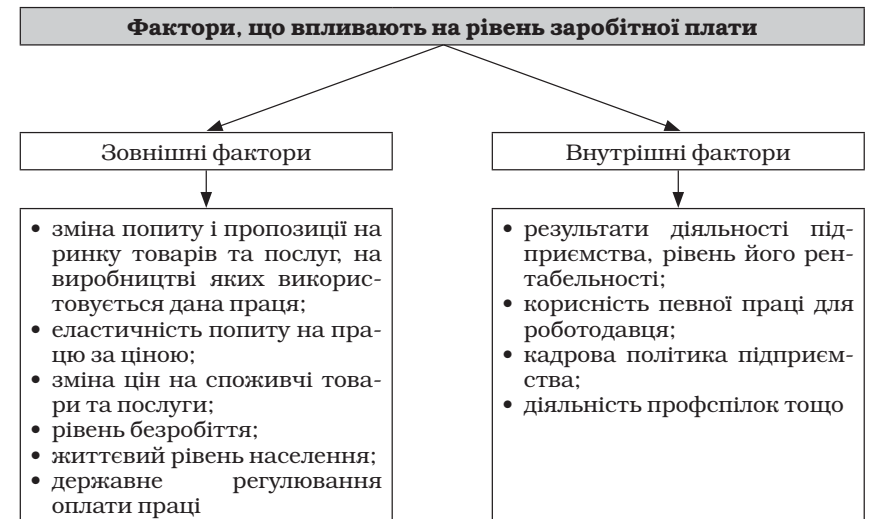 Фактори, що впливають на рівень заробітної плати
Зовнішні фактори
• зміна попиту і пропозиції на
ринку товарів та послуг, на
виробництві яких викорис-
товується дана праця;
• еластичність попиту на пра-
цю за ціною;
• зміна цін на споживчі това-
ри та послуги;
• рівень безробіття;
• життєвий рівень населення;
• державне регулювання
оплати праці
Внутрішні фактори
• результати діяльності під-
приємства, рівень його рен-
табельності;
• корисність певної праці для
роботодавця;
• кадрова політика підприєм-
ства;
• діяльність профспілок тощо